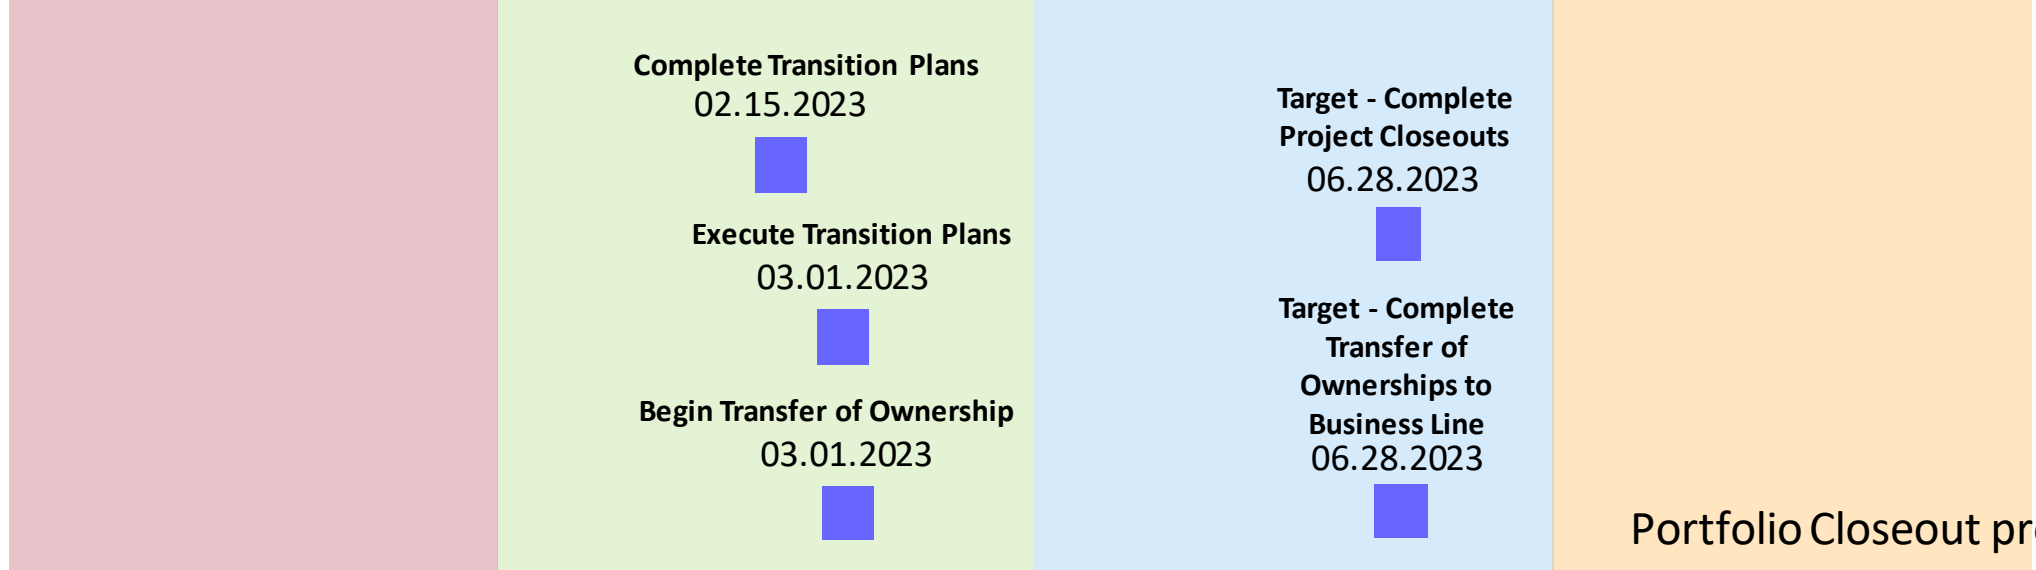 Complete Transition Plans
02.15.2023
Execute Transition Plans
03.01.2023
Begin Transfer of Ownership
03.01.2023
Target - Complete
Project Closeouts
06.28.2023
Target - Complete
Transfer of
Ownerships to
Business Line
06.28.2023
Portfolio Closeout